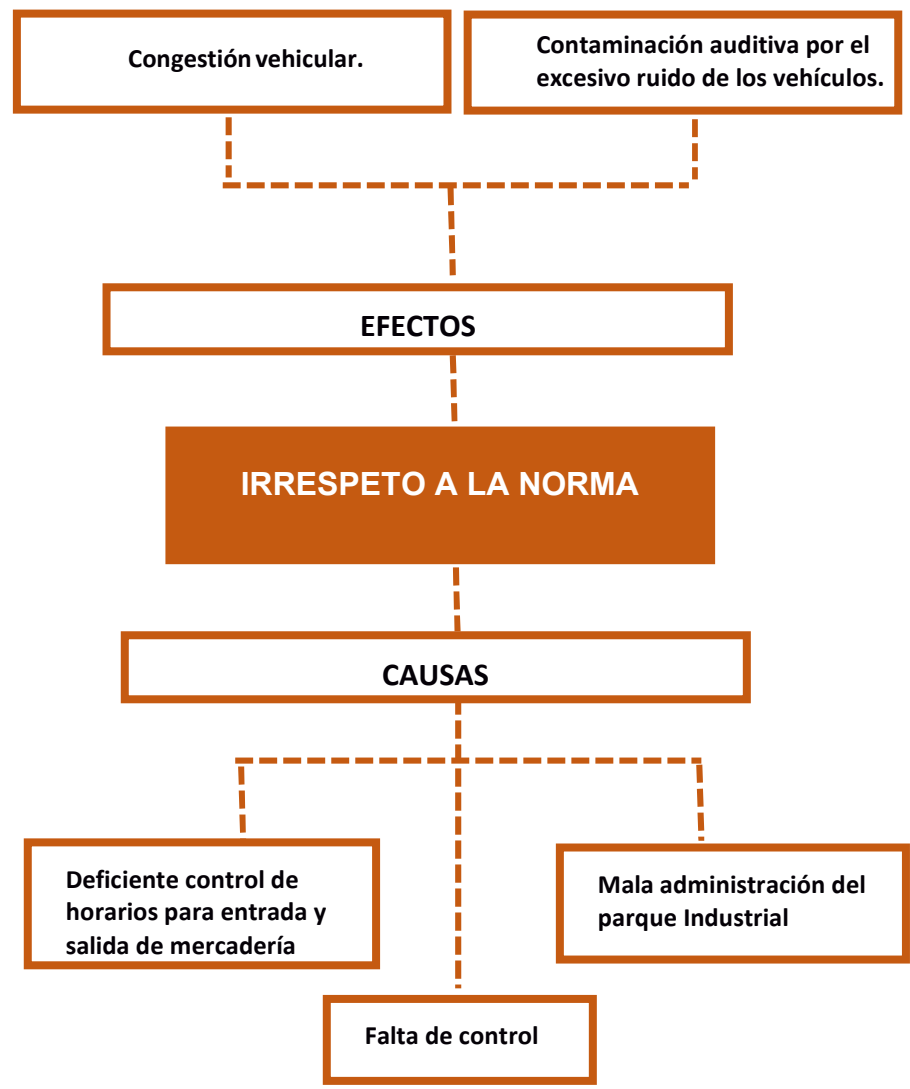 Congestión vehicular.
Contaminación auditiva por el
excesivo ruido de los vehículos.
EFECTOS
IRRESPETO A LA NORMA
CAUSAS
Deficiente control de
horarios para entrada y
salida de mercadería
Mala administración del
parque Industrial
Falta de control